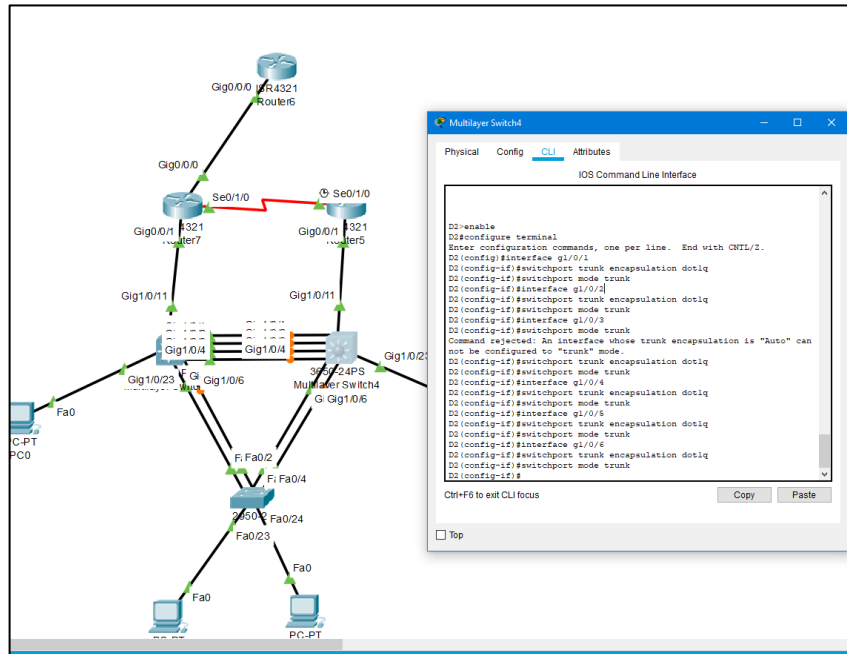 Gig0/0/0
ISR4321
Router6
Gig0/0/0
Se0/1/0
Se0/1/0
4321
Router7
4321
Router5
Gig0/0/1
Gig0/0/1
Gig1/0/11
Gig1/0/11
Gig1/0/4
Gig1/0/4
Gig1/0/23
Gig1/0/6
3650-24PS
Multilayer Switch4
Gig1/0/23
Gig1/0/6
Fa0
PC-PT
PC0
Fa0/2
Fa0/4
Fa0/24
Fa0/23
Fa0
Fa0
PC-PT
Multilayer Switch4
Physical Config CLI Attributes
IOS Command Line Interface
D2>enable
D2#configure terminal
Enter configuration commands, one per line. End with CNTL/Z.
D2(config)#interface g1/0/1
D2(config-if)#switchport trunk encapsulation dot1q
D2(config-if)#switchport mode trunk
D2(config-if)#interface g1/0/2
D2(config-if)#switchport trunk encapsulation dot1q
D2(config-if)#switchport mode trunk
D2(config-if)#interface g1/0/3
D2(config-if)#switchport mode trunk
Command rejected: An interface whose trunk encapsulation is "Auto" can
not be configured to "trunk" mode.
D2(config-if)#switchport trunk encapsulation dot1q
D2(config-if)#switchport mode trunk
D2(config-if)#interface g1/0/4
D2(config-if)#switchport trunk encapsulation dot1q
D2(config-if)#switchport mode trunk
D2(config-if)#interface g1/0/5
D2(config-if)#switchport trunk encapsulation dot1q
D2(config-if)#switchport mode trunk
D2(config-if)#interface g1/0/6
D2(config-if)#switchport trunk encapsulation dot1q
D2(config-if)#switchport mode trunk
D2(config-if)#
Ctrl+F6 to exit CLI focus
Copy Paste
Top